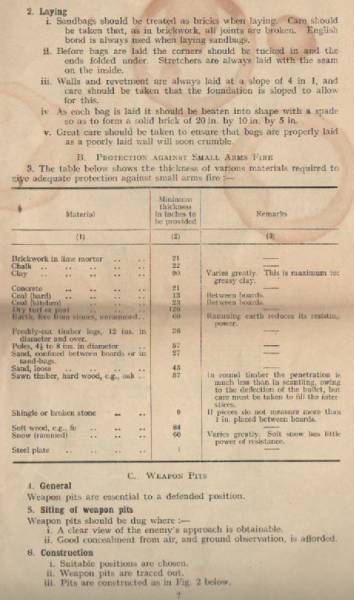 2. Laying
i. Sandbags should be treated as bricks when laying. Care should
be taken that, as in brickwork, all joints are broken. English
bond is always used when laying sandbags.
ii. Before bags are laid the corners should be tucked in and the
ends folded under. Stretchers are always laid with the seam
on the inside.
iii. Walls and revetment are always laid at a slope of 4 in 1, and
care should be taken that the foundation is sloped to allow
for this.
iv As each bag is laid it should be beaten into shape with a spade
so as to form a solid brick of 20 in. by 10 in. by 5 in.
v. Great care should be taken to ensure that bags are properly laid
as a poorly laid wall will soon crumble.
B. PROTECTION AGAINST SMALL ARMS FIRE
3. The table below shows the thickness of various materials required to
give adequate protection against small arms fire :—
Material Minimum thickness in inches to be provided Remarks
(1) (2) (3)
Brickwork in lime mortar .. .. 21 —
Chalk .. .. .. .. .. 22 —
Clay .. .. .. .. .. Varies greatly. This is maximum for
greasy clay.
Concrete .. .. .. .. 21 —
Coal (hard) .. .. .. .. 13 Between boards.
Coal .. .. .. Between boards.
Dry turf or peat .. .. .. 120 —
Earth, free from stones, unrammed.. 60 Ramming earth reduces its resisting
power.
Freshly-cut timber logs, 12 ins. in —
diameter and over.
Poles, 4½ to 8 ins. in diameter .. 57 —
Sand, confined between boards or in 27 —
sand-bags.
Sand, loose .. .. .. .. 45 —
Sawn timber, hard wood, e.g., oak .. 57 In round timber the penetration is
much less than in scantling, owing
to the deflection of the bullet, but
care must be taken to fill the inter-
stices.
Shingle or broken stone .. .. If pieces do not measure more than
1 in. placed between boards.
Soft wood, e.g., fir .. .. .. 84 —
Snow (rammed) .. .. .. 60 Varies greatly. Soft snow has little
power of resistance.
Steel plate .. .. .. .. —
C. WEAPON PITS
4. General
Weapon pits are essential to a defended position.
5. Siting of weapon pits
Weapon pits should be dug where :—
i. A clear view of the enemy's approach is obtainable.
ii. Good concealment from air, and ground observation, is afforded.
6. Construction
i. Suitable positions are chosen.
ii. Weapon pits are traced out.
iii. Pits are constructed as in Fig. 2 below.